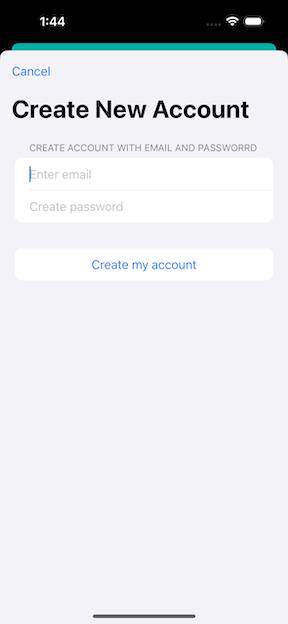 1:44
Cancel
Create New Account
CREATE ACCOUNT WITH EMAIL AND PASSWORRD
Enter email
Create password
Create my account